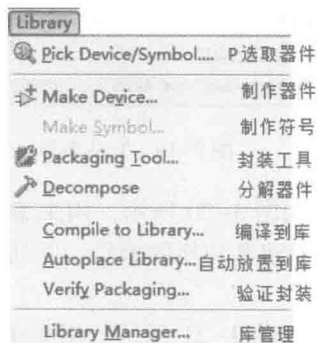 Library
Pick Device/Symbol.... P选取器件
Make Device... 制作器件
Make Symbol... 制作符号
Packaging Tool... 封装工具
Decompose 分解器件
Compile to Library... 编译到库
Autoplace Library...自动放置到库
Verify Packaging... 验证封装
Library Manager... 库管理